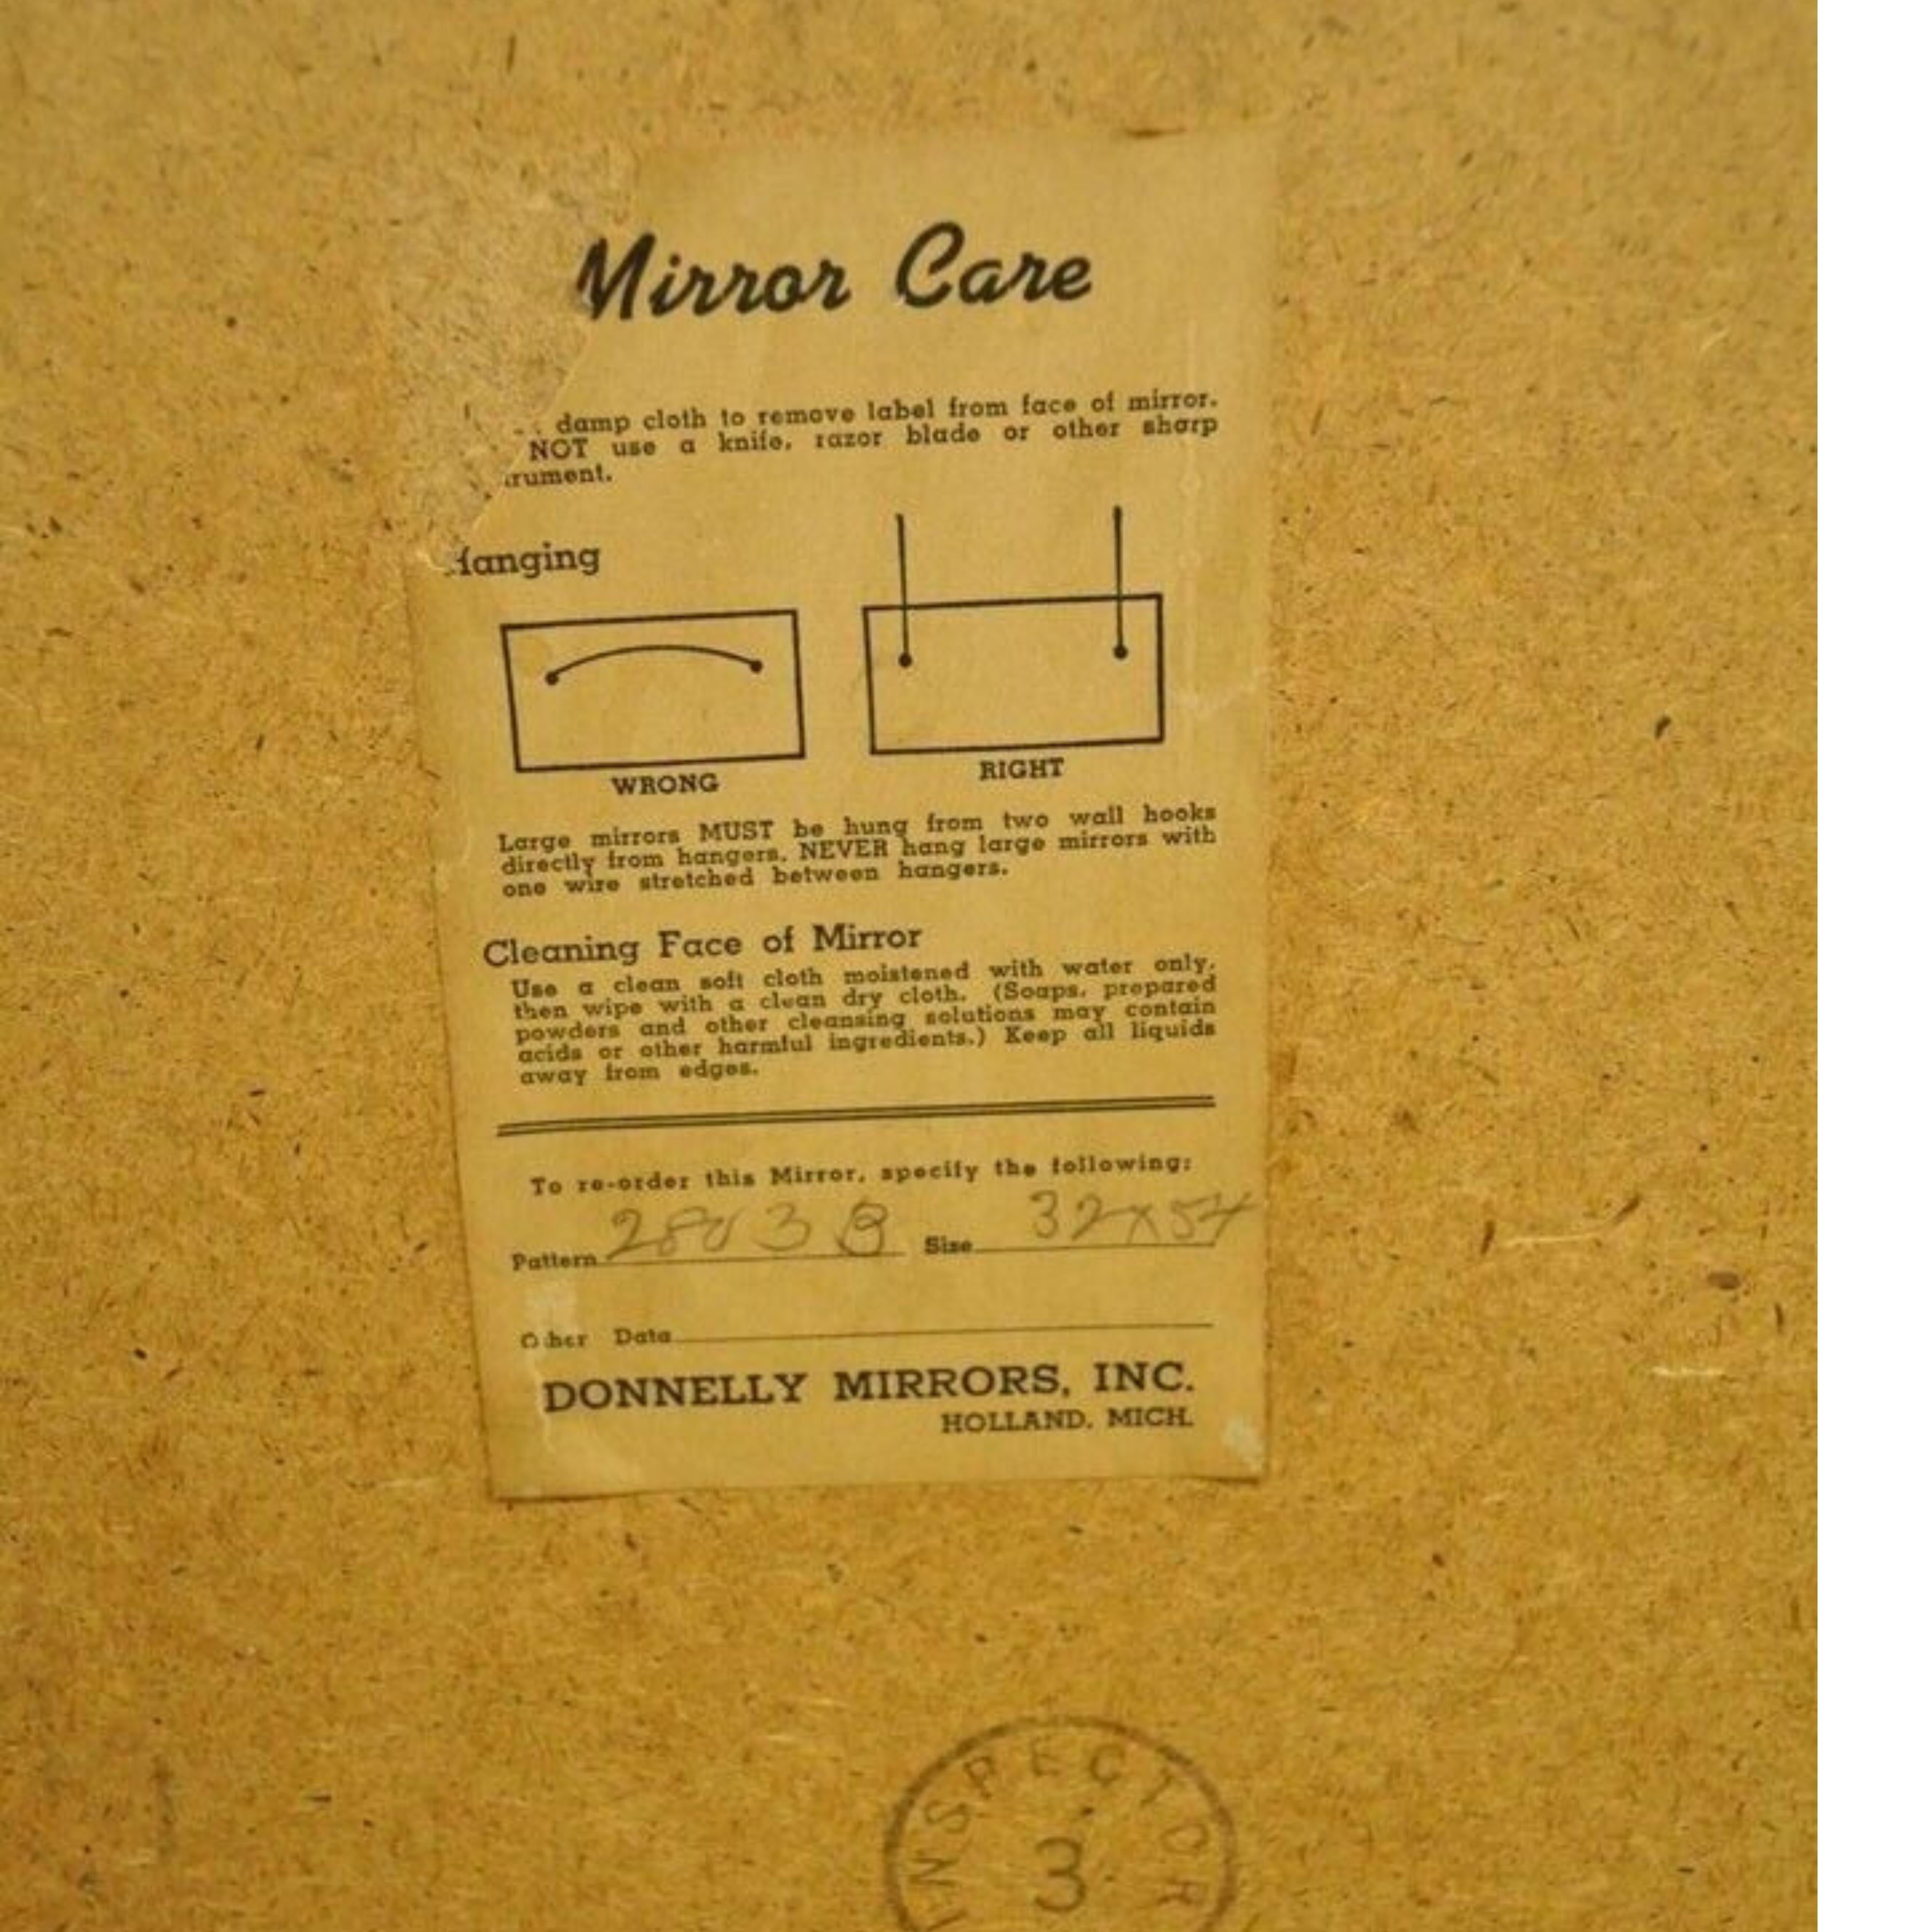 Mirror Care
damp cloth to remove label from face of mirror.
NOT use a knife, razor blade or other sharp
rument.
Hanging
WRONG
RIGHT
Large mirrors MUST be hung from two wall hooks
directly from hangers. NEVER hang large mirrors with
one wire stretched between hangers.
Cleaning Face of Mirror
Use a clean soft cloth moistened with water only,
then wipe with a clean dry cloth. (Soaps, prepared
powders and other cleansing solutions may contain
acids or other harmful ingredients.) Keep all liquids
away from edges.
To re-order this Mirror, specify the following:
Pattern 2803 B Size 32x54
Other Data
DONNELLY MIRRORS, INC.
HOLLAND, MICH.
INSPECTOR
3